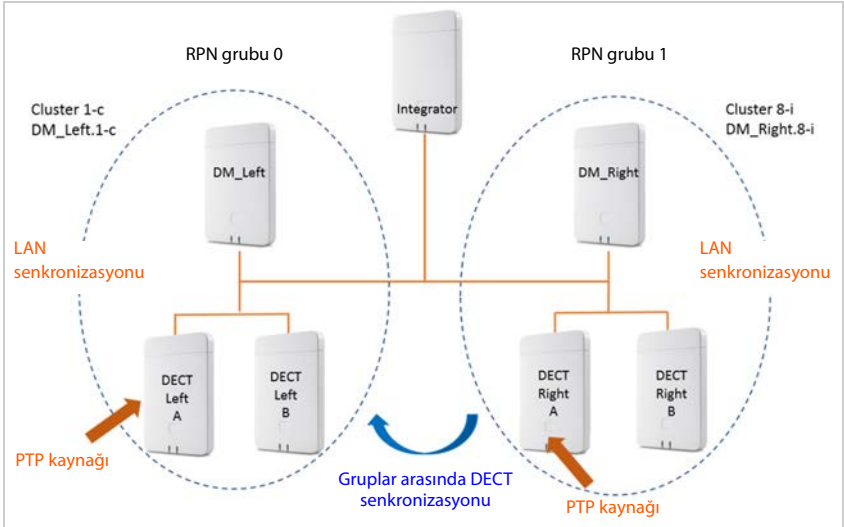 RPN grubu 0
RPN grubu 1
Integrator
Cluster 1-c
DM_Left.1-c
Cluster 8-i
DM_Right.8-i
DM_Left
DM_Right
LAN
senkronizasyonu
LAN
senkronizasyonu
DECT
Left
A
DECT
Left
B
DECT
Right
A
DECT
Right
B
PTP kaynağı
Gruplar arasında DECT
senkronizasyonu
PTP kaynağı